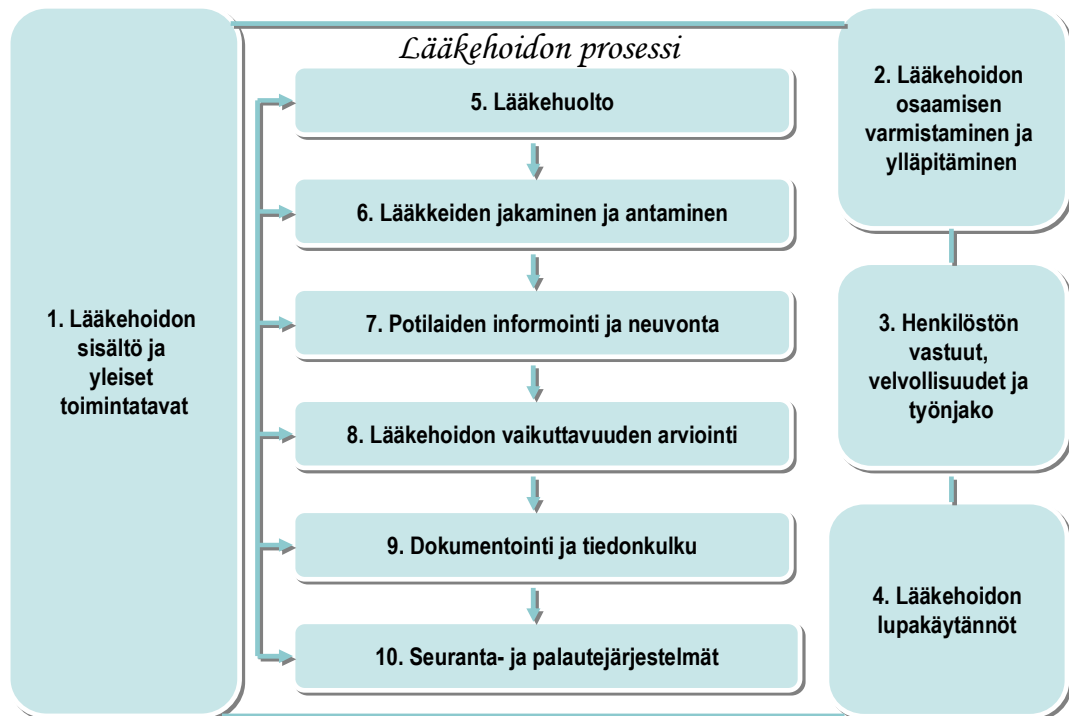 Lääkehoidon prosessi
1. Lääkehoidon
sisältö ja
yleiset
toimintatavat
5. Lääkehuolto
6. Lääkkeiden jakaminen ja antaminen
7. Potilaiden informointi ja neuvonta
8. Lääkehoidon vaikuttavuuden arviointi
9. Dokumentointi ja tiedonkulku
10. Seuranta- ja palautejärjestelmät
2. Lääkehoidon
osaamisen
varmistaminen ja
ylläpitäminen
3. Henkilöstön
vastuut,
velvollisuudet ja
työnjako
4. Lääkehoidon
lupakäytännöt